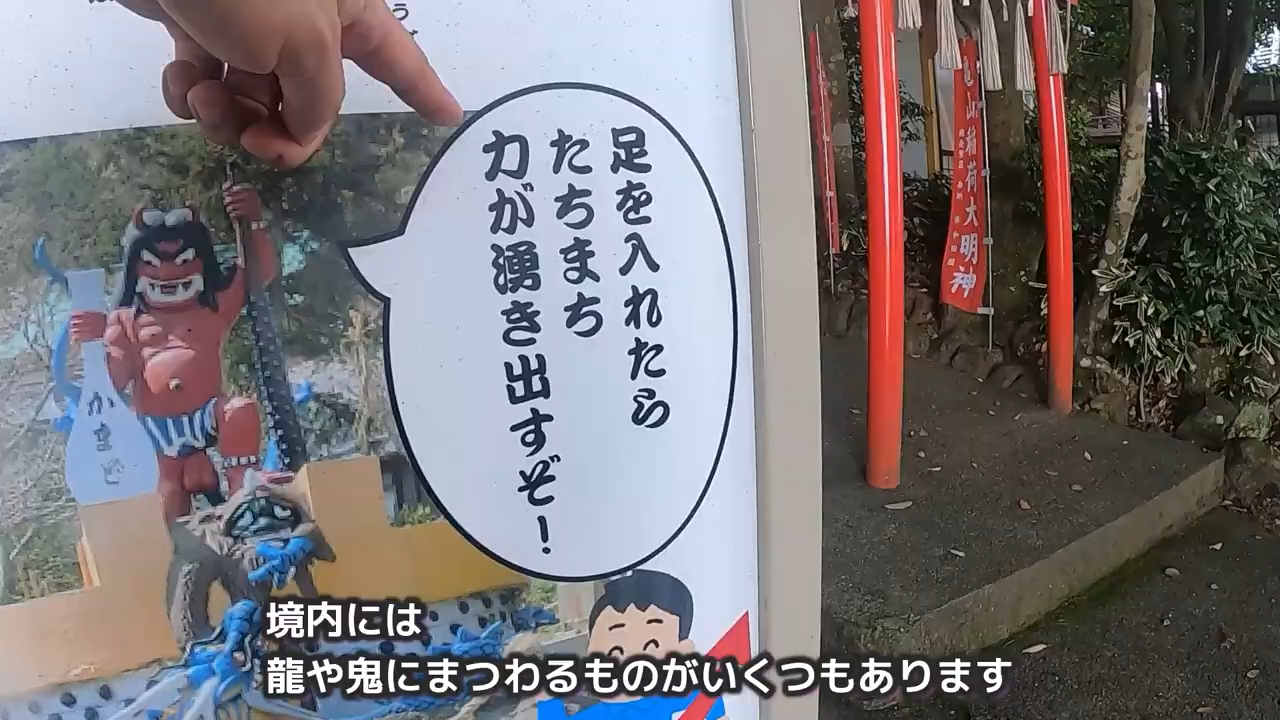 足を入れたら
たちまち
力が湧き出すぞ！
かまぞ
稲荷大明神
境内には
龍や鬼にまつわるものがいくつもあります